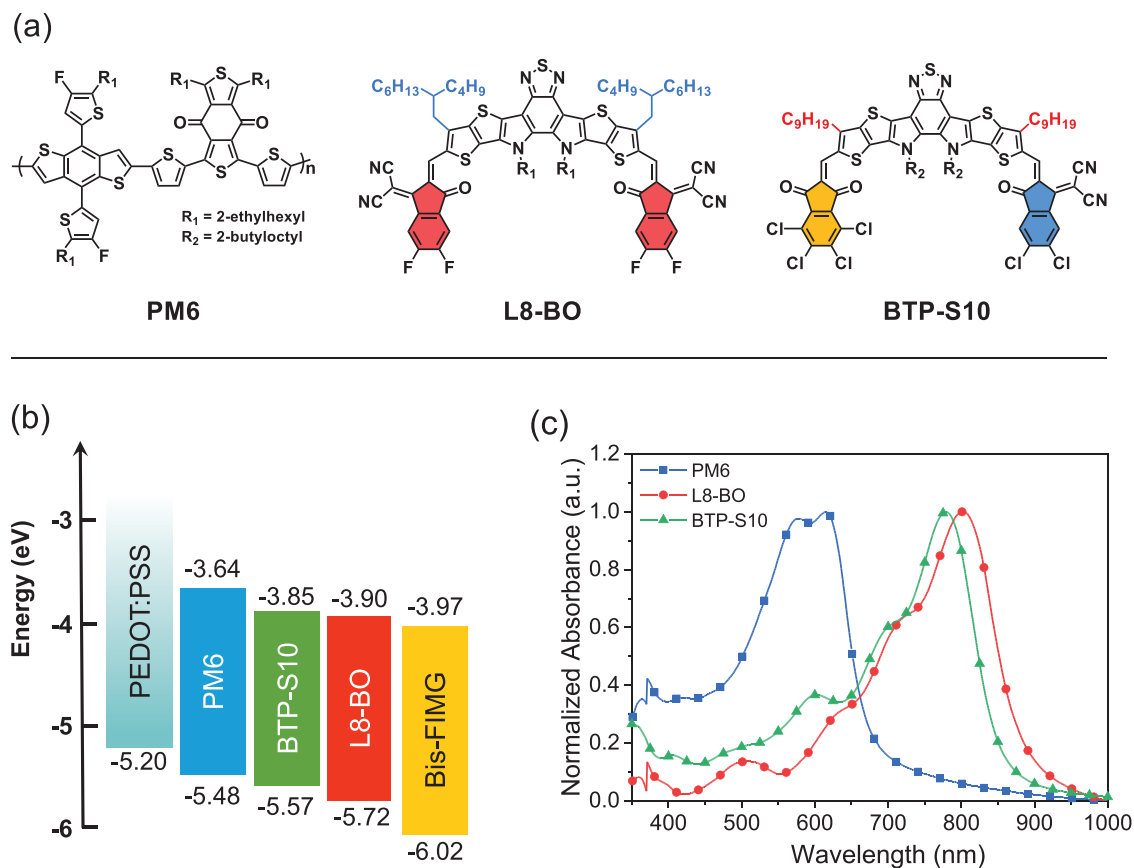 (a)
F
R1
S
R1
S
R1
O
O
S
S
S
S
S
n
S
R1
F
R1 = 2-ethylhexyl
R2 = 2-butyloctyl
PM6
C6H13
C4H9
N
S
N
C4H9
C6H13
S
S
S
S
NC
N
N
CN
R1
R1
NC
O
O
CN
F
F
F
F
L8-BO
N
S
N
C9H19
S
S
S
S
C9H19
N
N
R2
R2
CN
O
O
O
CN
Cl
Cl
Cl
Cl
Cl
Cl
BTP-S10
(b)
Energy (eV)
-3
-4
-5
-6
PEDOT:PSS
-5.20
-3.64
PM6
-5.48
-3.85
BTP-S10
-5.57
-3.90
L8-BO
-5.72
-3.97
Bis-FIMG
-6.02
(c)
Normalized Absorbance (a.u.)
1.2
1.0
0.8
0.6
0.4
0.2
0.0
PM6
L8-BO
BTP-S10
400 500 600 700 800 900 1000
Wavelength (nm)